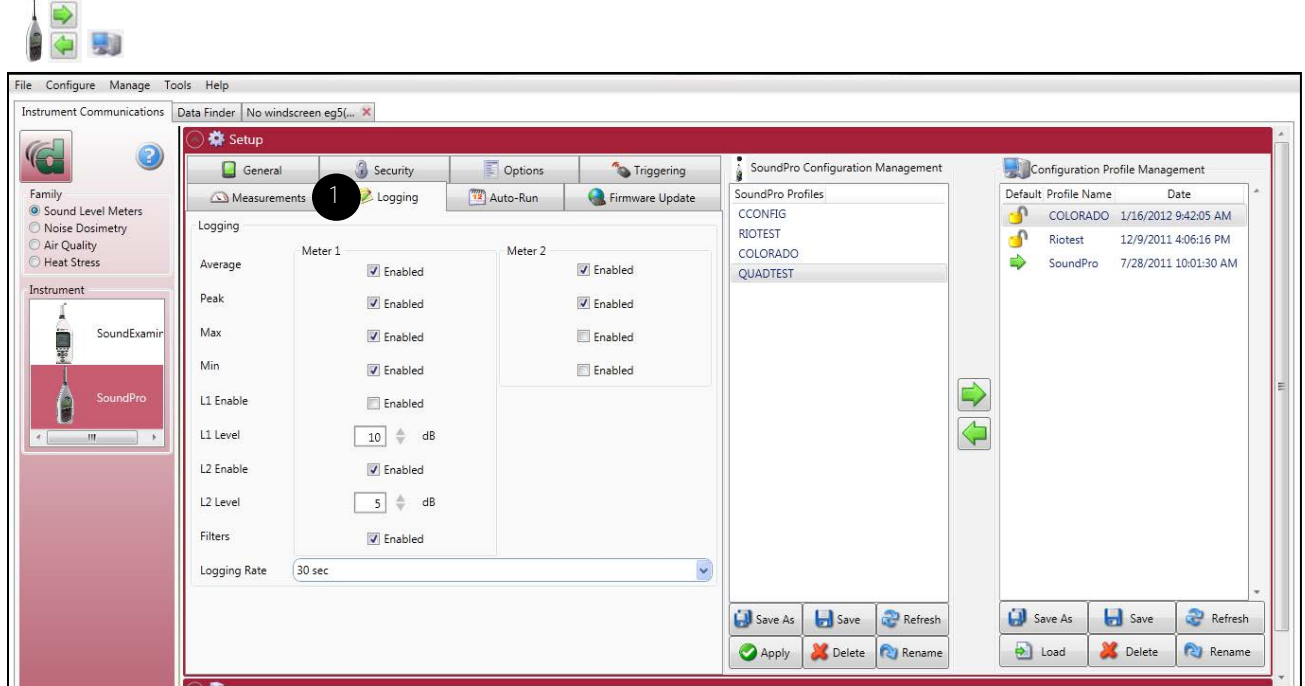 File Configure Manage Tools Help
Instrument Communications Data Finder No windscreen eg5(...
Setup
General Security Options Triggering
Measurements 1 Logging Auto-Run Firmware Update
Family
Sound Level Meters
Noise Dosimetry
Air Quality
Heat Stress
Instrument
SoundExamin
SoundPro
Logging
Meter 1 Meter 2
Average Enabled Enabled
Peak Enabled Enabled
Max Enabled Enabled
Min Enabled Enabled
L1 Enable Enabled
L1 Level 10 dB
L2 Enable Enabled
L2 Level 5 dB
Filters Enabled
Logging Rate 30 sec
SoundPro Configuration Management
SoundPro Profiles
CCONFIG
RIOTEST
COLORADO
QUADTEST
Save As Save Refresh
Apply Delete Rename
Configuration Profile Management
Default Profile Name Date
COLORADO 1/16/2012 9:42:05 AM
Riotest 12/9/2011 4:06:16 PM
SoundPro 7/28/2011 10:01:30 AM
Save As Save Refresh
Load Delete Rename